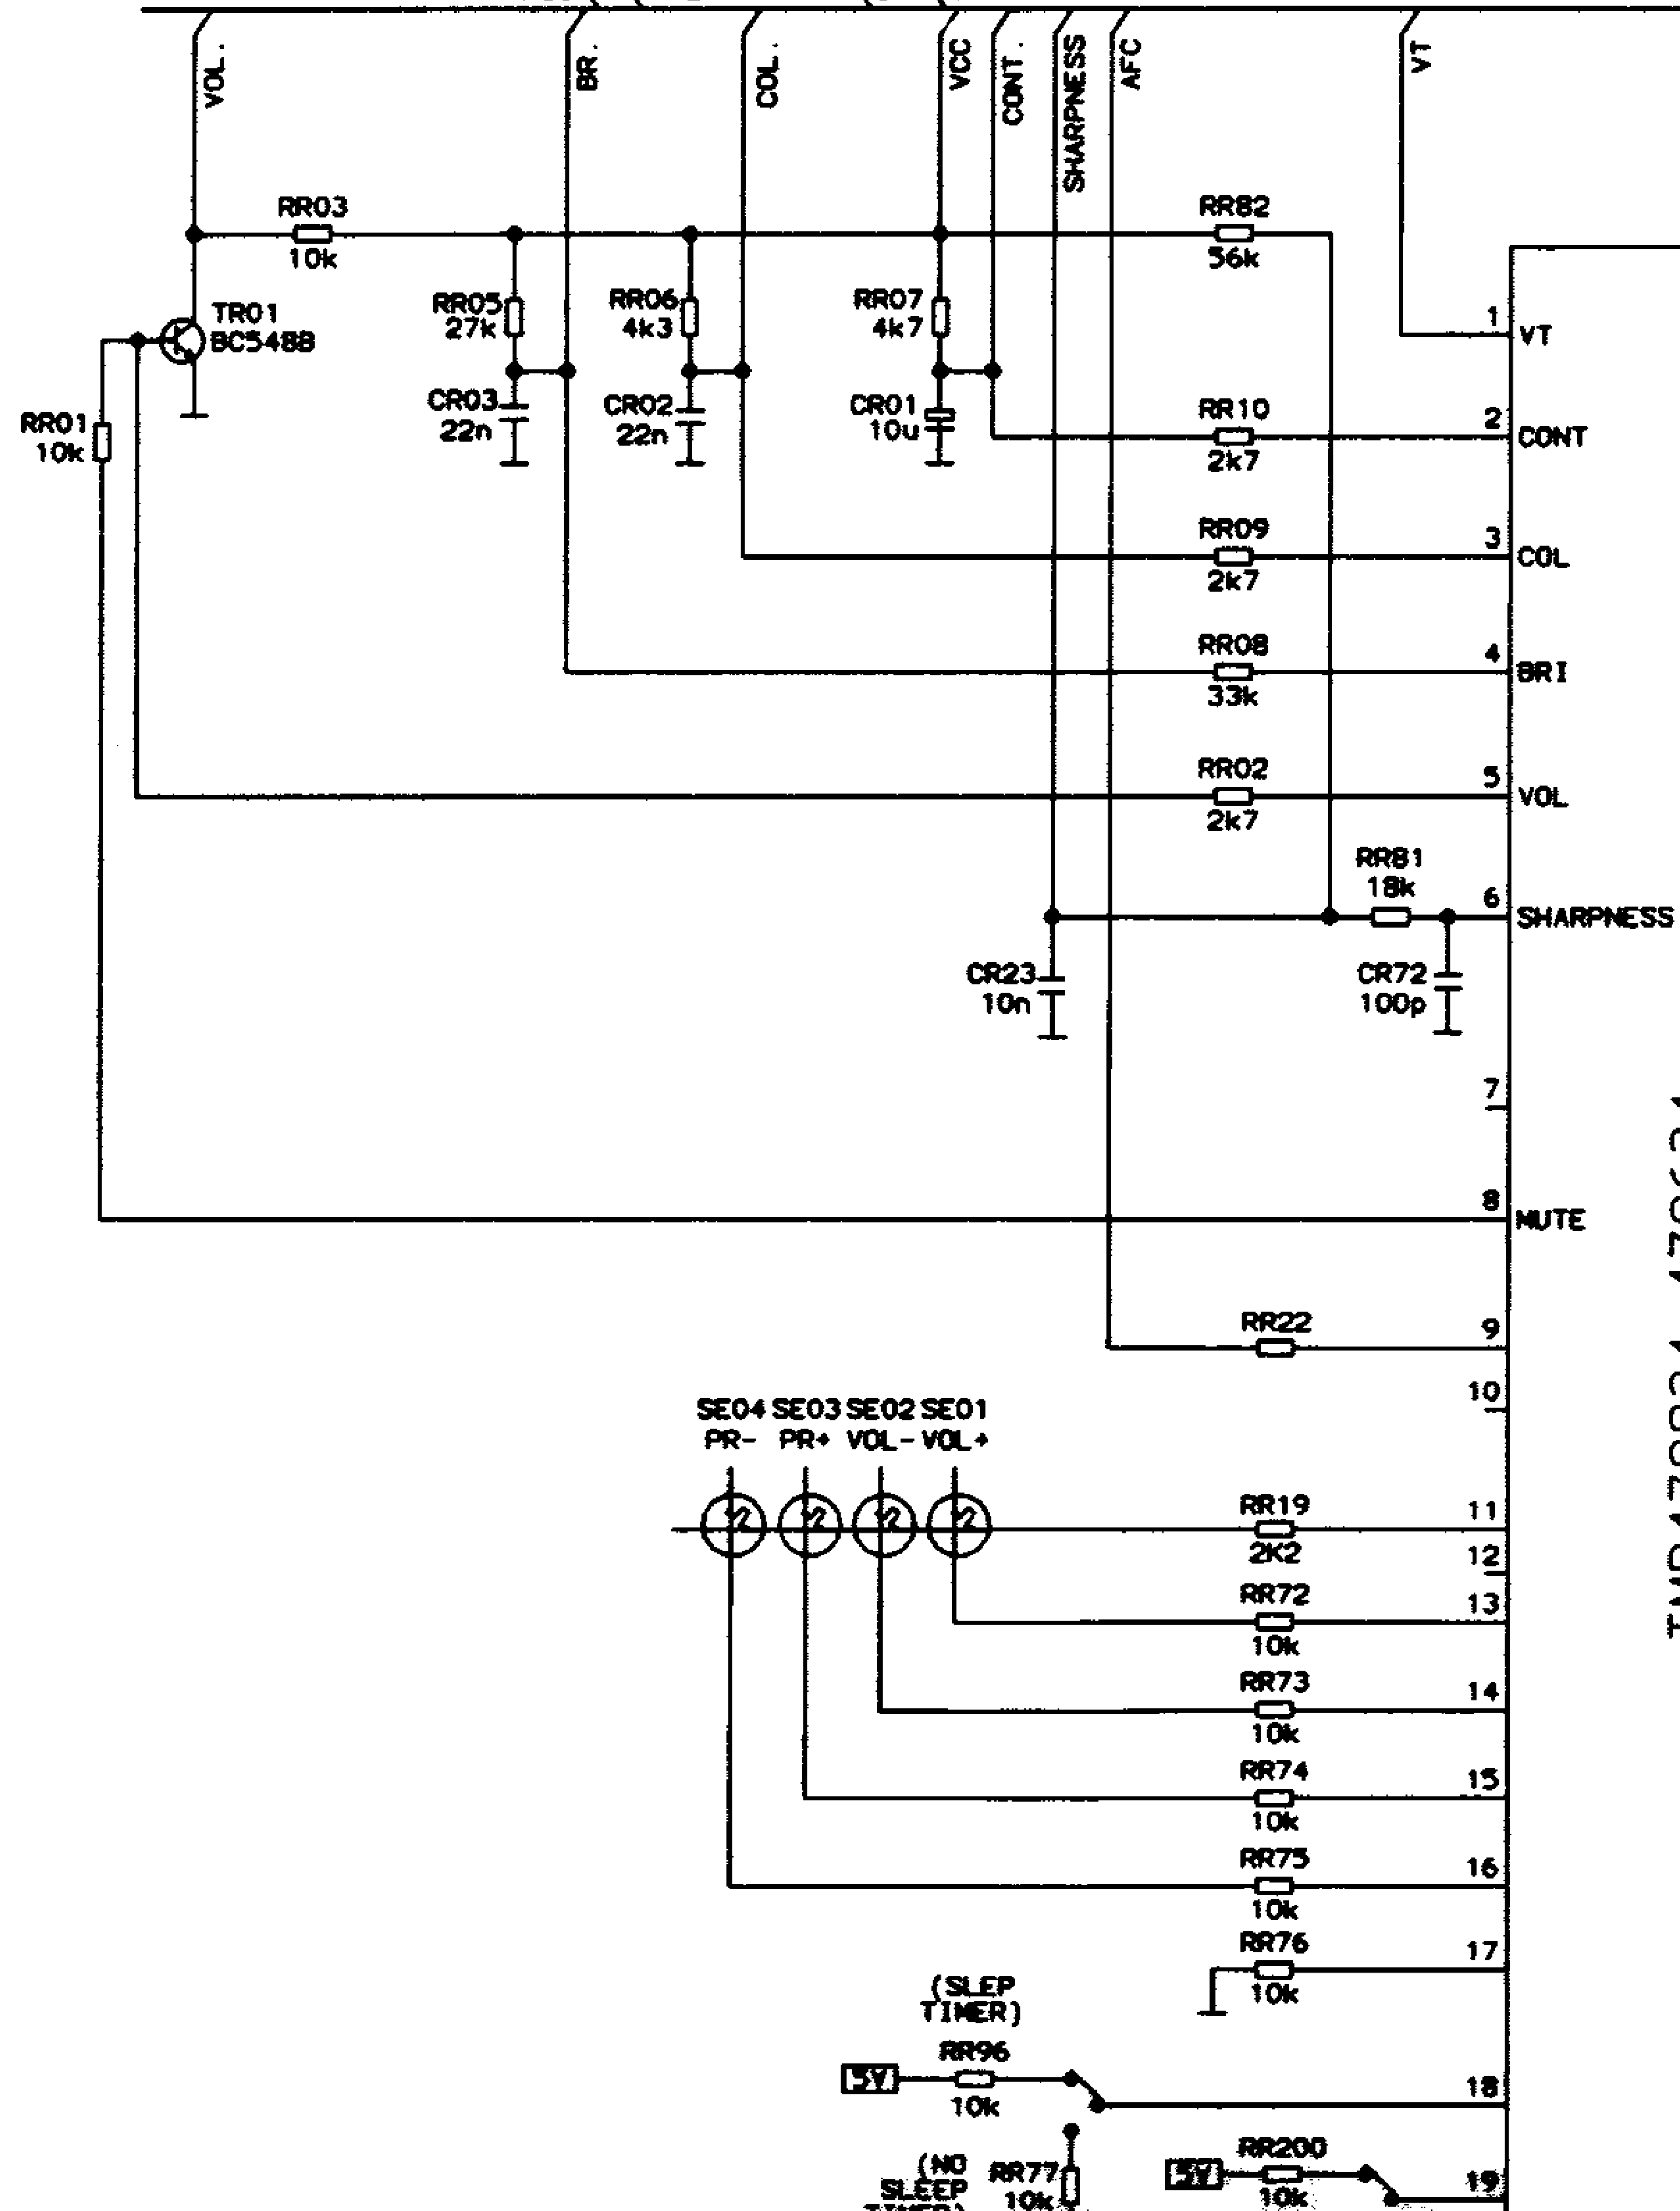 VOL.
BR.
COL.
VCC
CONT.
SHARPNESS
AFC
VT
RR03
10k
RR82
56k
TR01
BC548B
RR05
27k
RR06
4k3
RR07
4k7
1
VT
RR01
10k
CR03
22n
CR02
22n
CR01
10u
RR10
2k7
2
CONT
RR09
2k7
3
COL
RR08
33k
4
BRI
RR02
2k7
5
VOL
RR81
18k
6
SHARPNESS
CR23
10n
CR72
100p
7
8
MUTE
RR22
9
10
SE04 SE03 SE02 SE01
PR- PR+ VOL- VOL+
RR19
2K2
11
12
RR72
10k
13
RR73
10k
14
RR74
10k
15
RR75
10k
16
RR76
10k
17
(SLEP
TIMER)
5V
RR96
10k
18
(NO
SLEEP
TIMER)
RR77
10k
5V
RR200
10k
19